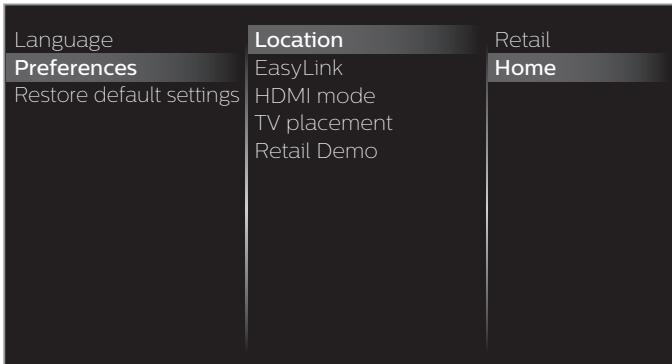 Language
Preferences
Restore default settings
Location
EasyLink
HDMI mode
TV placement
Retail Demo
Retail
Home